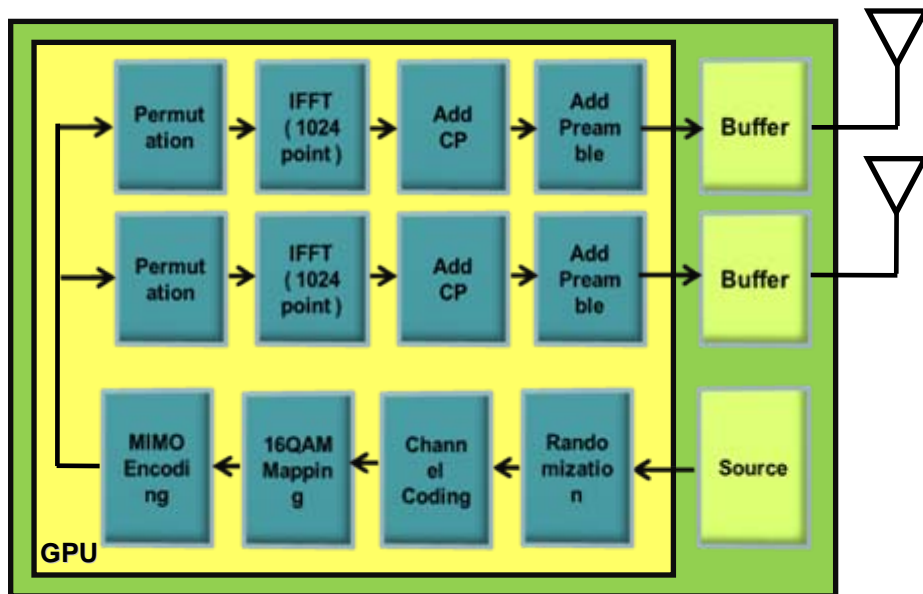 Permut
ation
IFFT
( 1024
point )
Add
CP
Add
Pream
ble
Buffer
Permut
ation
IFFT
( 1024
point )
Add
CP
Add
Pream
ble
Buffer
MIMO
Encodi
ng
16QAM
Mappin
g
Chann
el
Coding
Rando
mizatio
n
Source
GPU